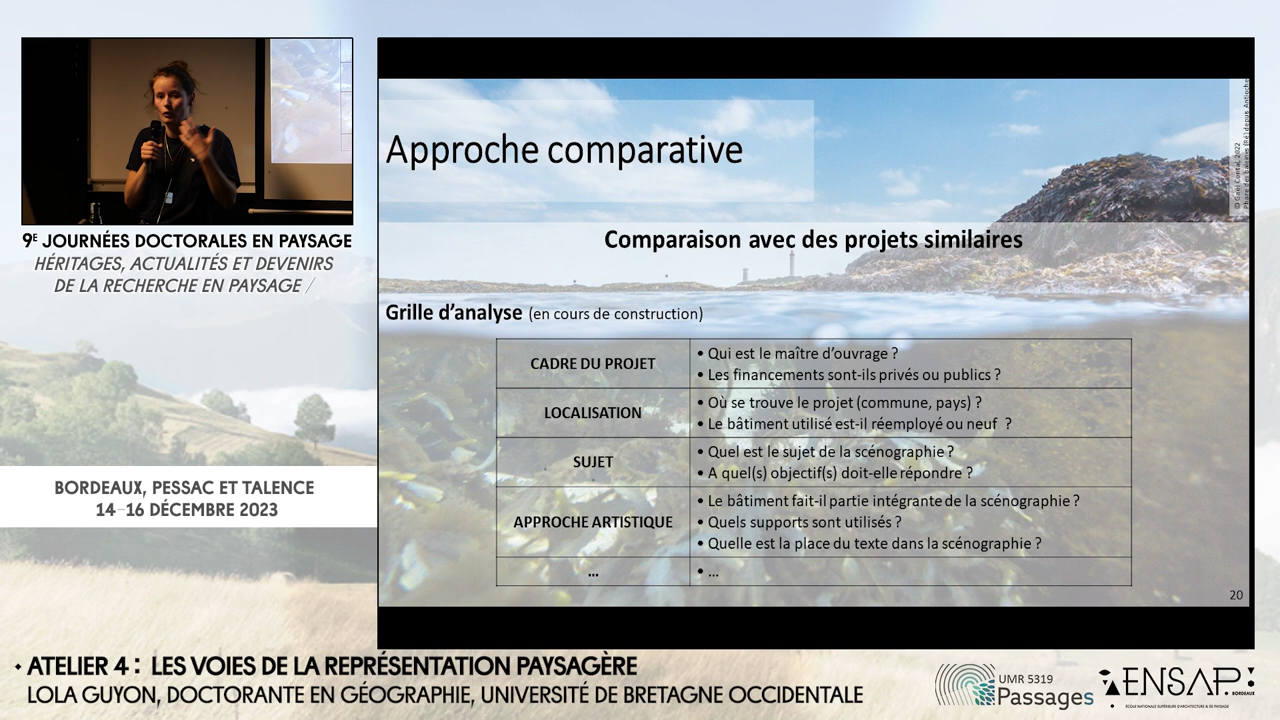 9E JOURNÉES DOCTORALES EN PAYSAGE
HÉRITAGES, ACTUALITÉS ET DEVENIRS
DE LA RECHERCHE EN PAYSAGE /
BORDEAUX, PESSAC ET TALENCE
14–16 DÉCEMBRE 2023
Approche comparative
Comparaison avec des projets similaires
Grille d'analyse (en cours de construction)
CADRE DU PROJET
• Qui est le maître d'ouvrage ?
• Les financements sont-ils privés ou publics ?
LOCALISATION
• Où se trouve le projet (commune, pays) ?
• Le bâtiment utilisé est-il réemployé ou neuf ?
SUJET
• Quel est le sujet de la scénographie ?
• A quel(s) objectif(s) doit-elle répondre ?
APPROCHE ARTISTIQUE
• Le bâtiment fait-il partie intégrante de la scénographie ?
• Quels supports sont utilisés ?
• Quelle est la place du texte dans la scénographie ?
...
• ...
20
ATELIER 4 : LES VOIES DE LA REPRÉSENTATION PAYSAGÈRE
LOLA GUYON, DOCTORANTE EN GÉOGRAPHIE, UNIVERSITÉ DE BRETAGNE OCCIDENTALE
UMR 5319
Passages
ENSAP
BORDEAUX
ÉCOLE NATIONALE SUPÉRIEURE D'ARCHITECTURE & DE PAYSAGE